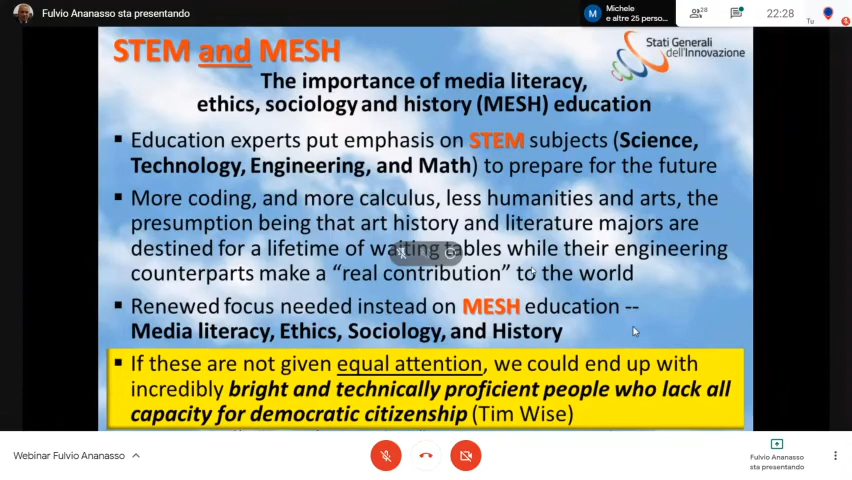 Fulvio Ananasso sta presentando
Michele
e altre 25 perso...
28
22:28
Tu
STEM and MESH
Stati Generali
dell'Innovazione
The importance of media literacy,
ethics, sociology and history (MESH) education
▪ Education experts put emphasis on STEM subjects (Science,
Technology, Engineering, and Math) to prepare for the future
▪ More coding, and more calculus, less humanities and arts, the
presumption being that art history and literature majors are
destined for a lifetime of waiting tables while their engineering
counterparts make a “real contribution” to the world
▪ Renewed focus needed instead on MESH education --
Media literacy, Ethics, Sociology, and History
▪ If these are not given equal attention, we could end up with
incredibly bright and technically proficient people who lack all
capacity for democratic citizenship (Tim Wise)
Webinar Fulvio Ananasso
Fulvio Ananasso
sta presentando